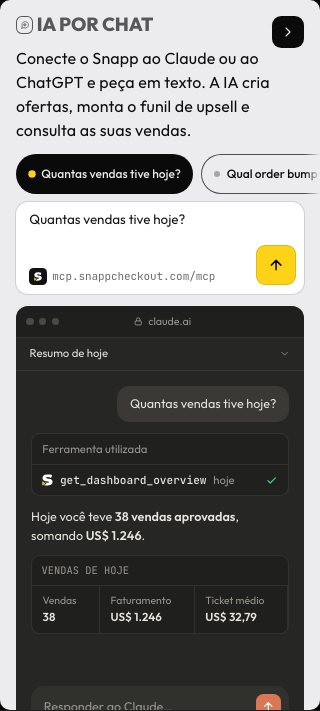 IA POR CHAT
Conecte o Snapp ao Claude ou ao
ChatGPT e peça em texto. A IA cria
ofertas, monta o funil de upsell e
consulta as suas vendas.
Quantas vendas tive hoje?
Qual order bump
Quantas vendas tive hoje?
mcp.snappcheckout.com/mcp
claude.ai
Resumo de hoje
Quantas vendas tive hoje?
Ferramenta utilizada
get_dashboard_overview hoje
Hoje você teve 38 vendas aprovadas,
somando US$ 1.246.
VENDAS DE HOJE
Vendas Faturamento Ticket médio
38 US$ 1.246 US$ 32,79
Responder ao Claude...